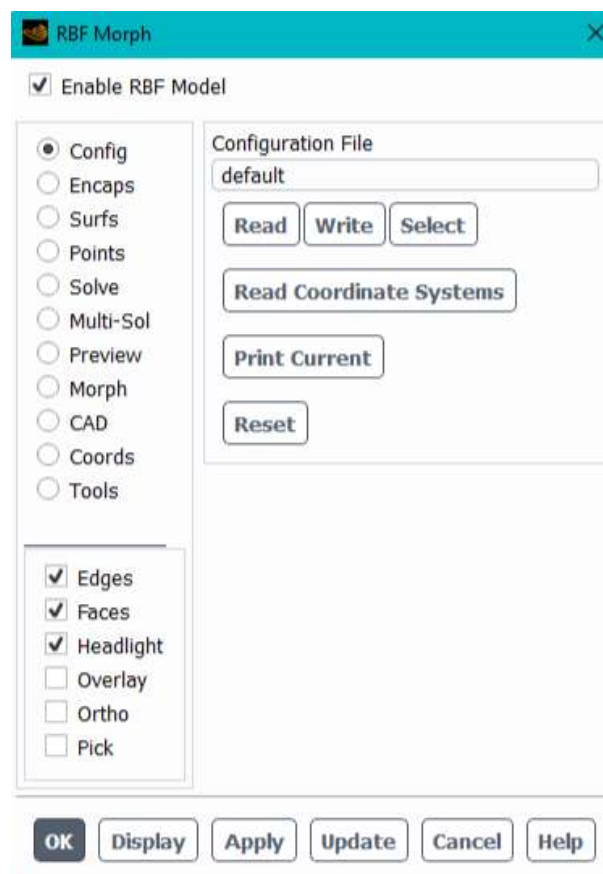 RBF Morph
Enable RBF Model
Config
Encaps
Surfs
Points
Solve
Multi-Sol
Preview
Morph
CAD
Coords
Tools
Configuration File
default
Read Write Select
Read Coordinate Systems
Print Current
Reset
Edges
Faces
Headlight
Overlay
Ortho
Pick
OK Display Apply Update Cancel Help